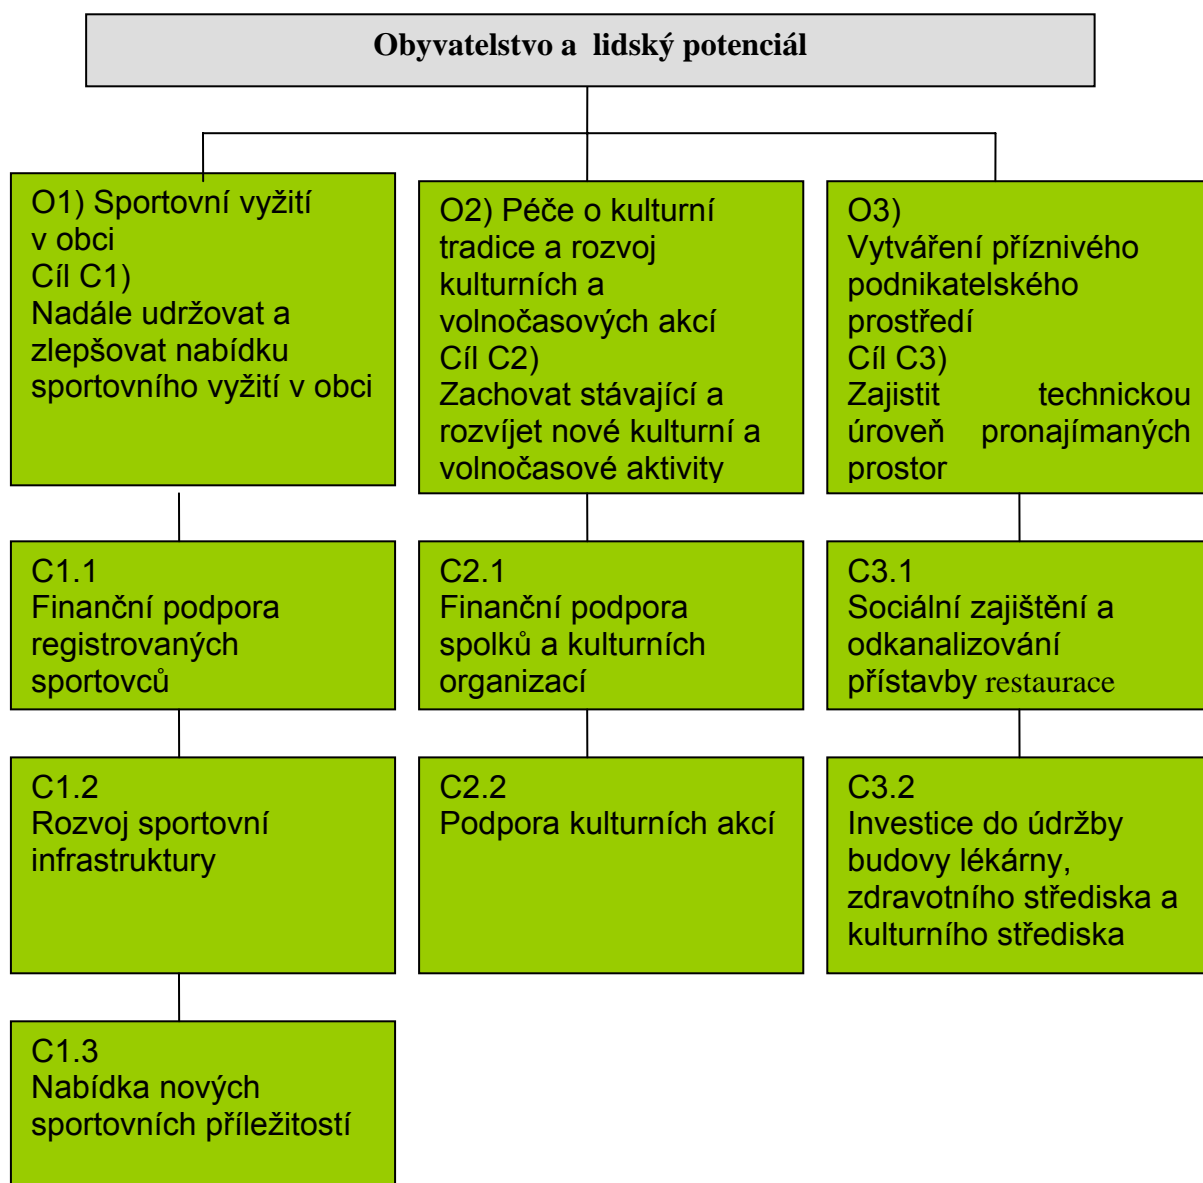 Obyvatelstvo a lidský potenciál
O1) Sportovní vyžití
v obci
Cíl C1)
Nadále udržovat a
zlepšovat nabídku
sportovního vyžití v obci
O2) Péče o kulturní
tradice a rozvoj
kulturních a
volnočasových akcí
Cíl C2)
Zachovat stávající a
rozvíjet nové kulturní a
volnočasové aktivity
O3)
Vytváření příznivého
podnikatelského
prostředí
Cíl C3)
Zajistit technickou
úroveň pronajímaných
prostor
C1.1
Finanční podpora
registrovaných
sportovců
C2.1
Finanční podpora
spolků a kulturních
organizací
C3.1
Sociální zajištění a
odkanalizování
přístavby restaurace
C1.2
Rozvoj sportovní
infrastruktury
C2.2
Podpora kulturních akcí
C3.2
Investice do údržby
budovy lékárny,
zdravotního střediska a
kulturního střediska
C1.3
Nabídka nových
sportovních příležitostí